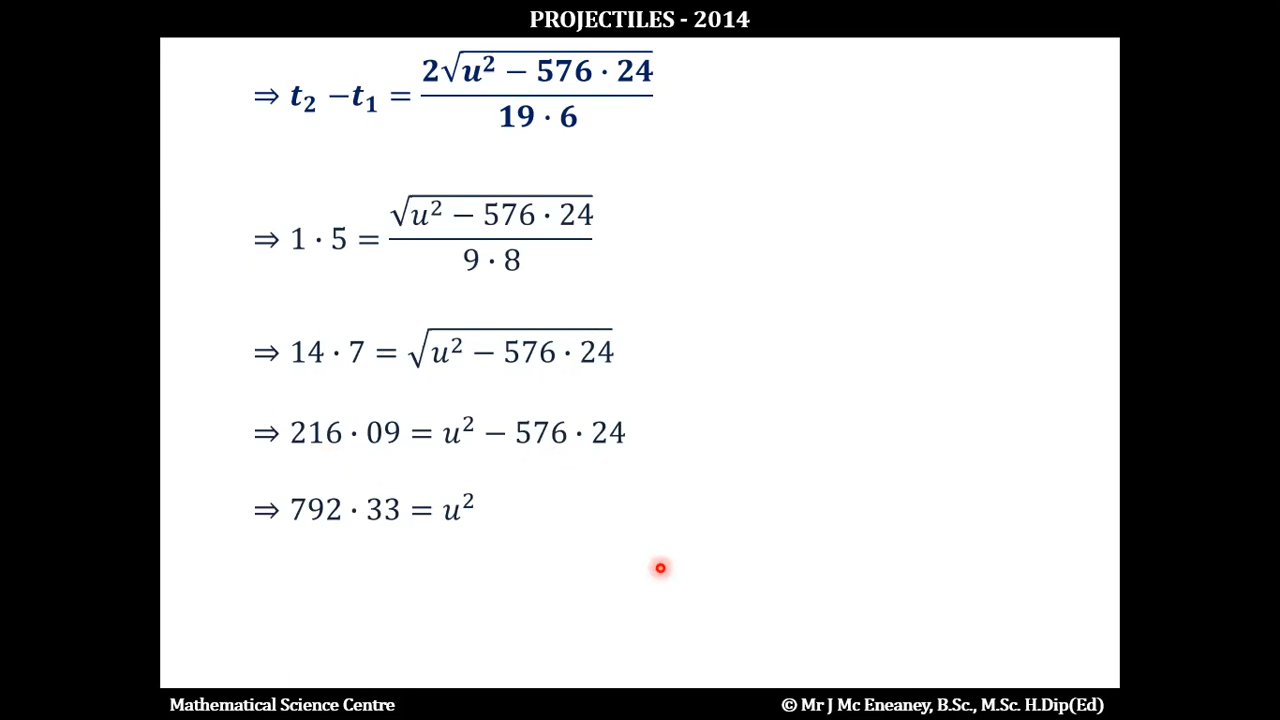 PROJECTILES - 2014
⇒ t₂ −t₁ = 2√(u² − 576 · 24) / 19 · 6
⇒ 1 · 5 = √(u² − 576 · 24) / 9 · 8
⇒ 14 · 7 = √(u² − 576 · 24)
⇒ 216 · 09 = u² − 576 · 24
⇒ 792 · 33 = u²
Mathematical Science Centre
© Mr J Mc Eneaney, B.Sc., M.Sc. H.Dip(Ed)